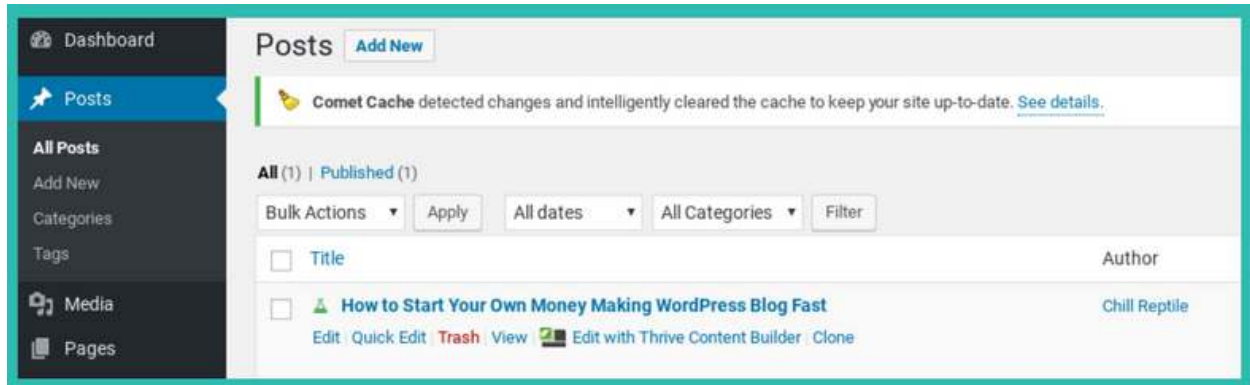 Dashboard
Posts
All Posts
Add New
Categories
Tags
Media
Pages
Posts Add New
Comet Cache detected changes and intelligently cleared the cache to keep your site up-to-date. See details.
All (1) | Published (1)
Bulk Actions Apply All dates All Categories Filter
Title Author
How to Start Your Own Money Making WordPress Blog Fast Chill Reptile
Edit | Quick Edit | Trash | View | Edit with Thrive Content Builder | Clone